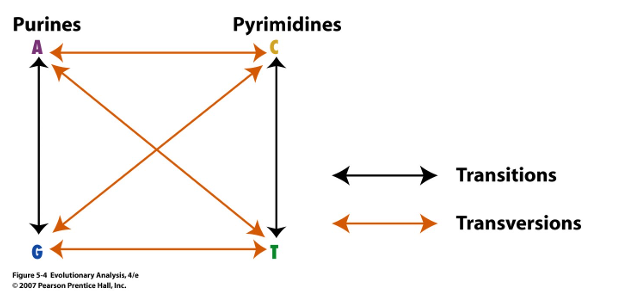 Purines Pyrimidines
A C
Transitions
Transversions
G T
Figure 5-4 Evolutionary Analysis, 4/e
© 2007 Pearson Prentice Hall, Inc.